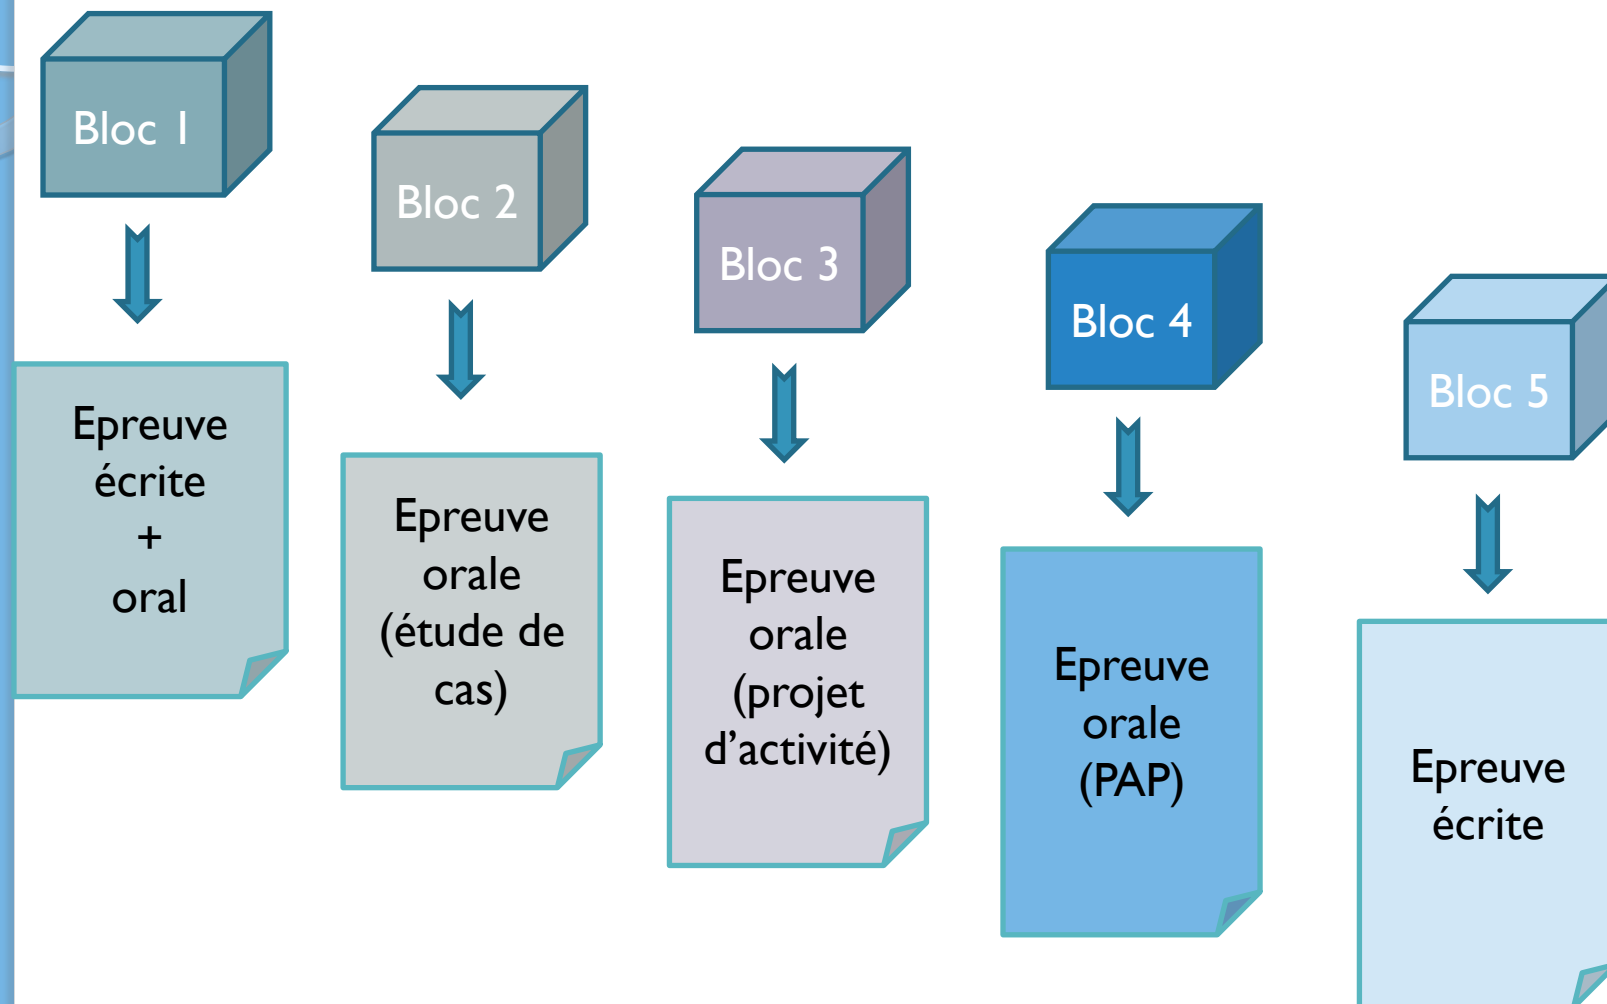 Bloc 1
Epreuve
écrite
+
oral
Bloc 2
Epreuve
orale
(étude de
cas)
Bloc 3
Epreuve
orale
(projet
d’activité)
Bloc 4
Epreuve
orale
(PAP)
Bloc 5
Epreuve
écrite